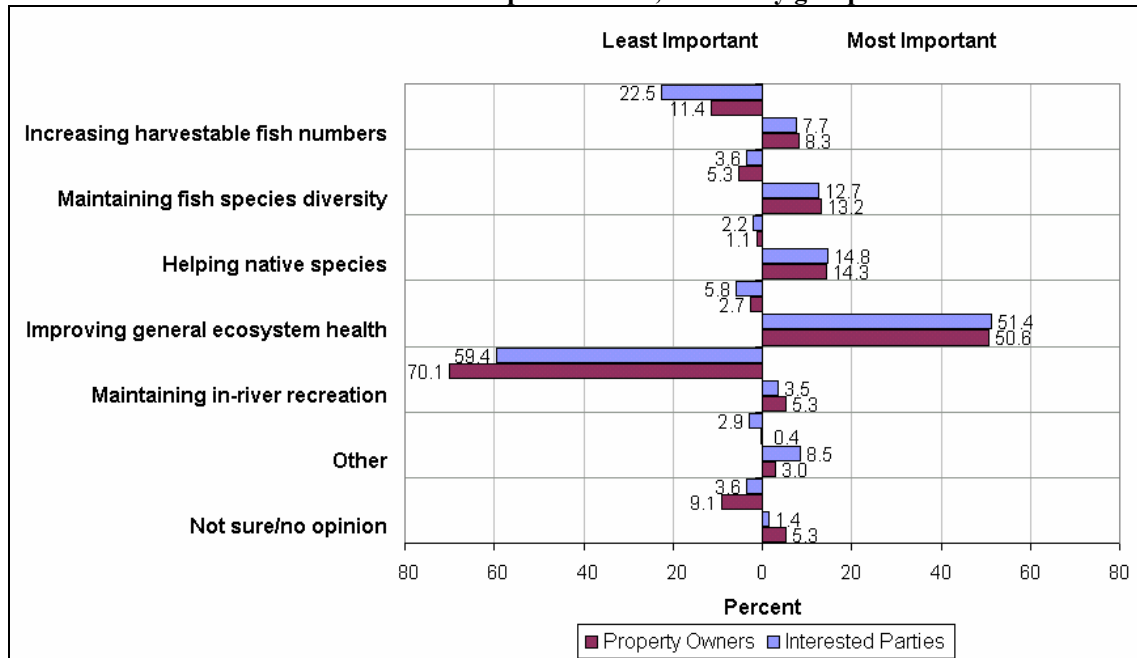 Least Important Most Important
22.5
11.4
Increasing harvestable fish numbers
7.7
8.3
3.6
5.3
Maintaining fish species diversity
12.7
13.2
2.2
1.1
Helping native species
14.8
14.3
5.8
2.7
Improving general ecosystem health
51.4
50.6
59.4
70.1
Maintaining in-river recreation
3.5
5.3
2.9
0.4
Other
8.5
3.0
3.6
9.1
Not sure/no opinion
1.4
5.3
80 60 40 20 0 20 40 60 80
Percent
Property Owners Interested Parties